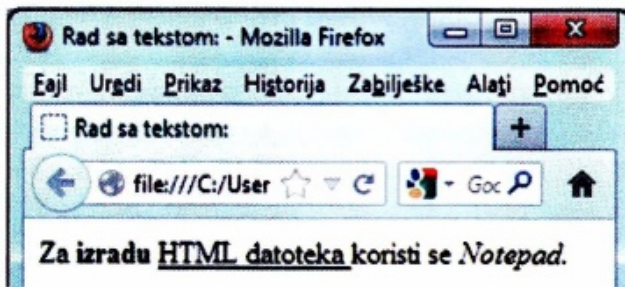 Rad sa tekstom: - Mozilla Firefox
Fajl Uredi Prikaz Historija Zabilješke Alati Pomoć
Rad sa tekstom:
file:///C:/User Goc
Za izradu HTML datoteka koristi se Notepad.